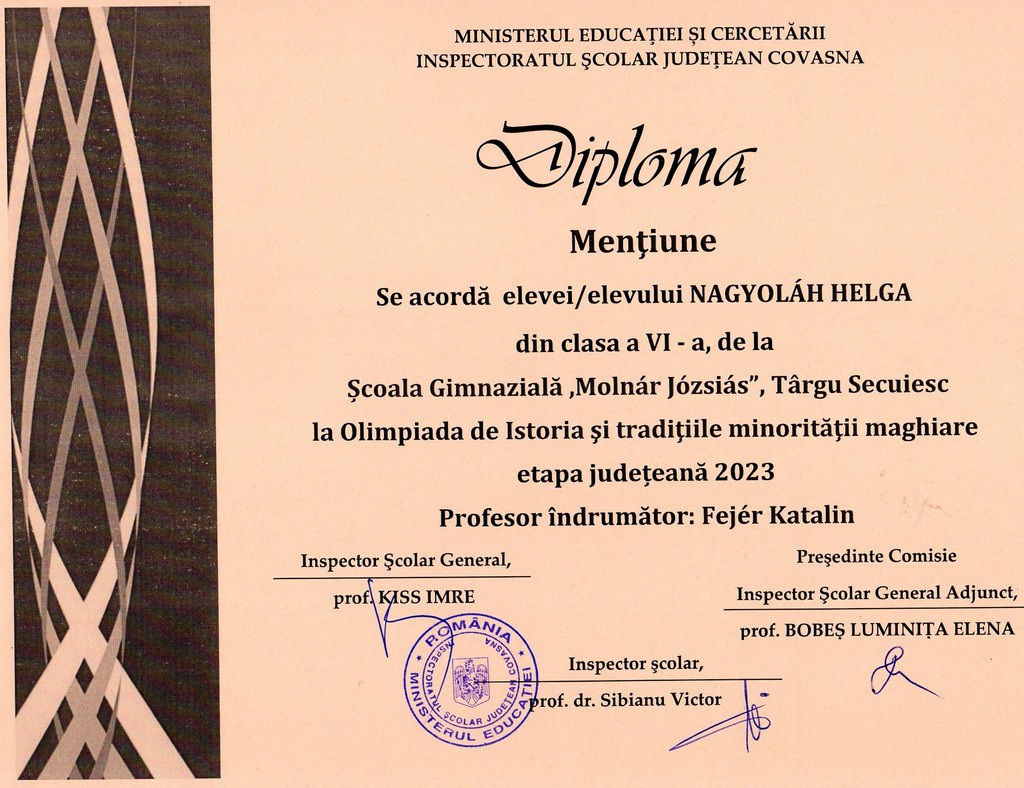 MINISTERUL EDUCAŢIEI ȘI CERCETĂRII
INSPECTORATUL ŞCOLAR JUDEŢEAN COVASNA
Diploma
Menţiune
Se acordă elevei/elevului NAGYOLÁH HELGA
din clasa a VI - a, de la
Școala Gimnazială ,Molnár Józsiás”, Târgu Secuiesc
la Olimpiada de Istoria şi tradiţiile minorităţii maghiare
etapa județeană 2023
Profesor îndrumător: Fejér Katalin
Inspector Şcolar General,
prof. KISS IMRE
Preşedinte Comisie
Inspector Şcolar General Adjunct,
prof. BOBEŞ LUMINIŢA ELENA
Inspector şcolar,
prof. dr. Sibianu Victor
ROMÂNIA
MINISTERUL EDUCAŢIEI
INSPECTORATUL ŞCOLAR JUDEŢEAN COVASNA